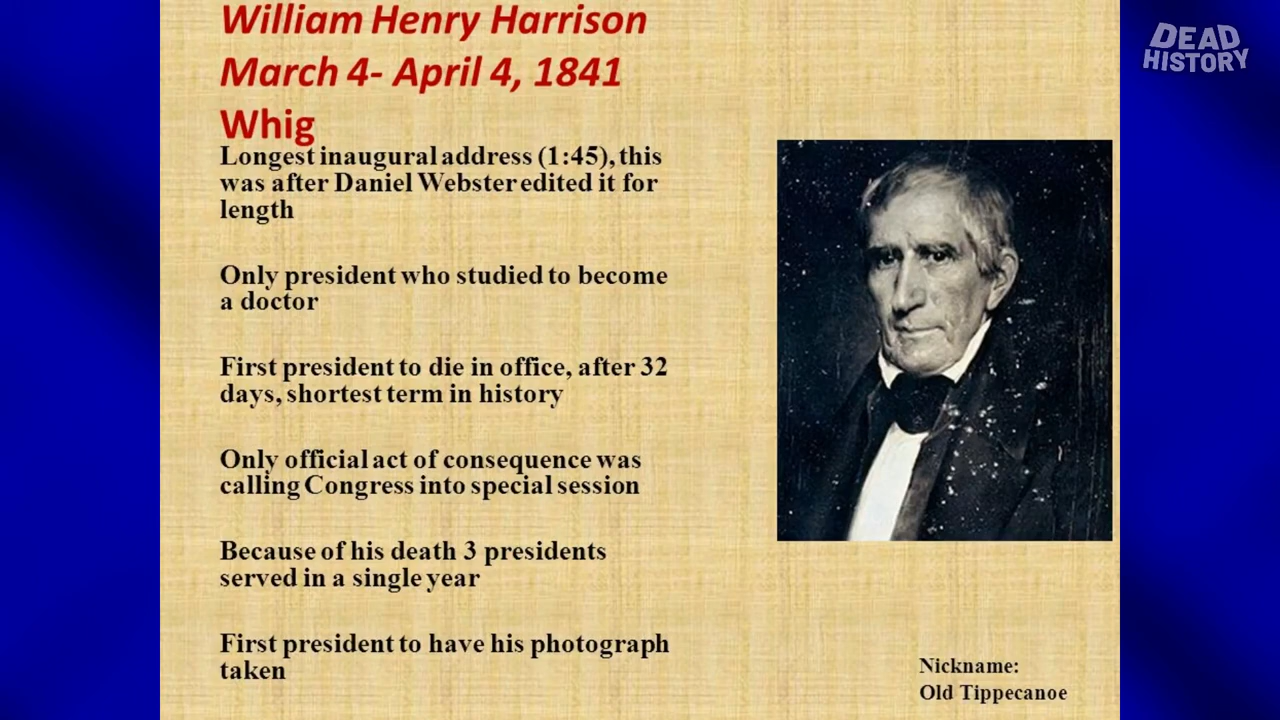 William Henry Harrison
March 4- April 4, 1841
Whig
Longest inaugural address (1:45), this
was after Daniel Webster edited it for
length
Only president who studied to become
a doctor
First president to die in office, after 32
days, shortest term in history
Only official act of consequence was
calling Congress into special session
Because of his death 3 presidents
served in a single year
First president to have his photograph
taken
Nickname:
Old Tippecanoe
DEAD
HISTORY